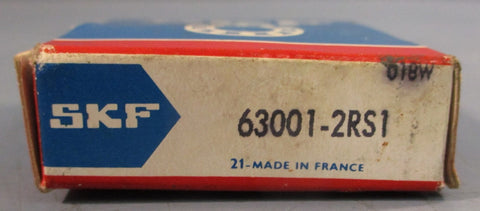 018W
SKF
63001-2RS1
21-MADE IN FRANCE